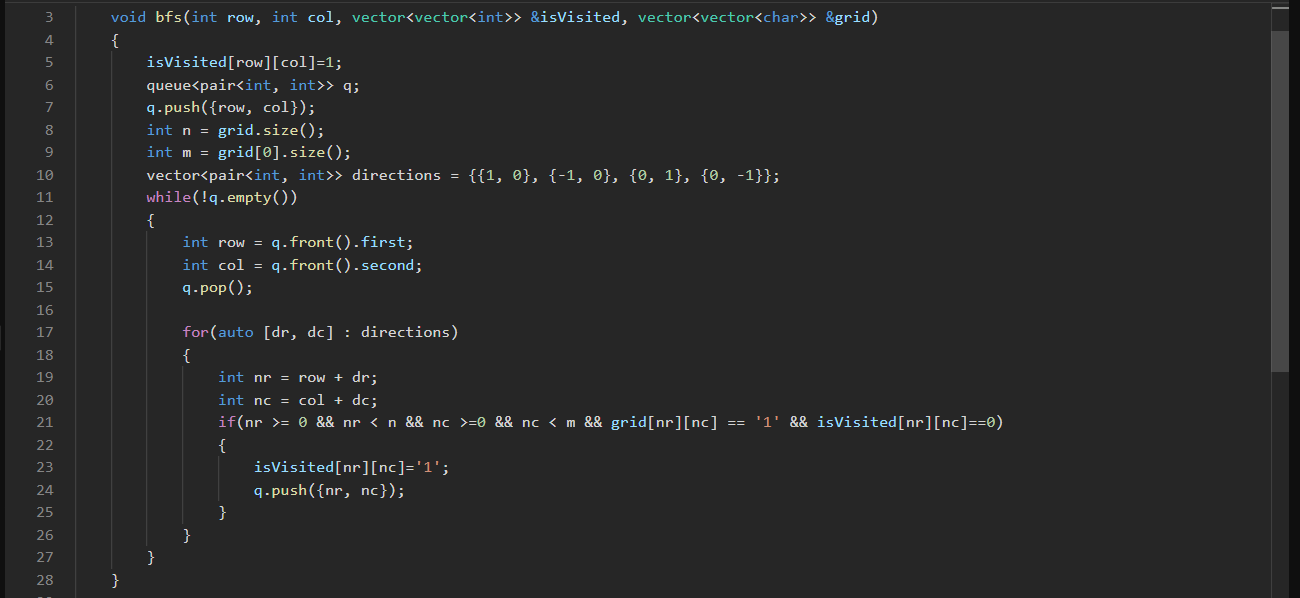 3 void bfs(int row, int col, vector<vector<int>> &isVisited, vector<vector<char>> &grid)
4 {
5 isVisited[row][col]=1;
6 queue<pair<int, int>> q;
7 q.push({row, col});
8 int n = grid.size();
9 int m = grid[0].size();
10 vector<pair<int, int>> directions = {{1, 0}, {-1, 0}, {0, 1}, {0, -1}};
11 while(!q.empty())
12 {
13 int row = q.front().first;
14 int col = q.front().second;
15 q.pop();
16
17 for(auto [dr, dc] : directions)
18 {
19 int nr = row + dr;
20 int nc = col + dc;
21 if(nr >= 0 && nr < n && nc >=0 && nc < m && grid[nr][nc] == '1' && isVisited[nr][nc]==0)
22 {
23 isVisited[nr][nc]='1';
24 q.push({nr, nc});
25 }
26 }
27 }
28 }